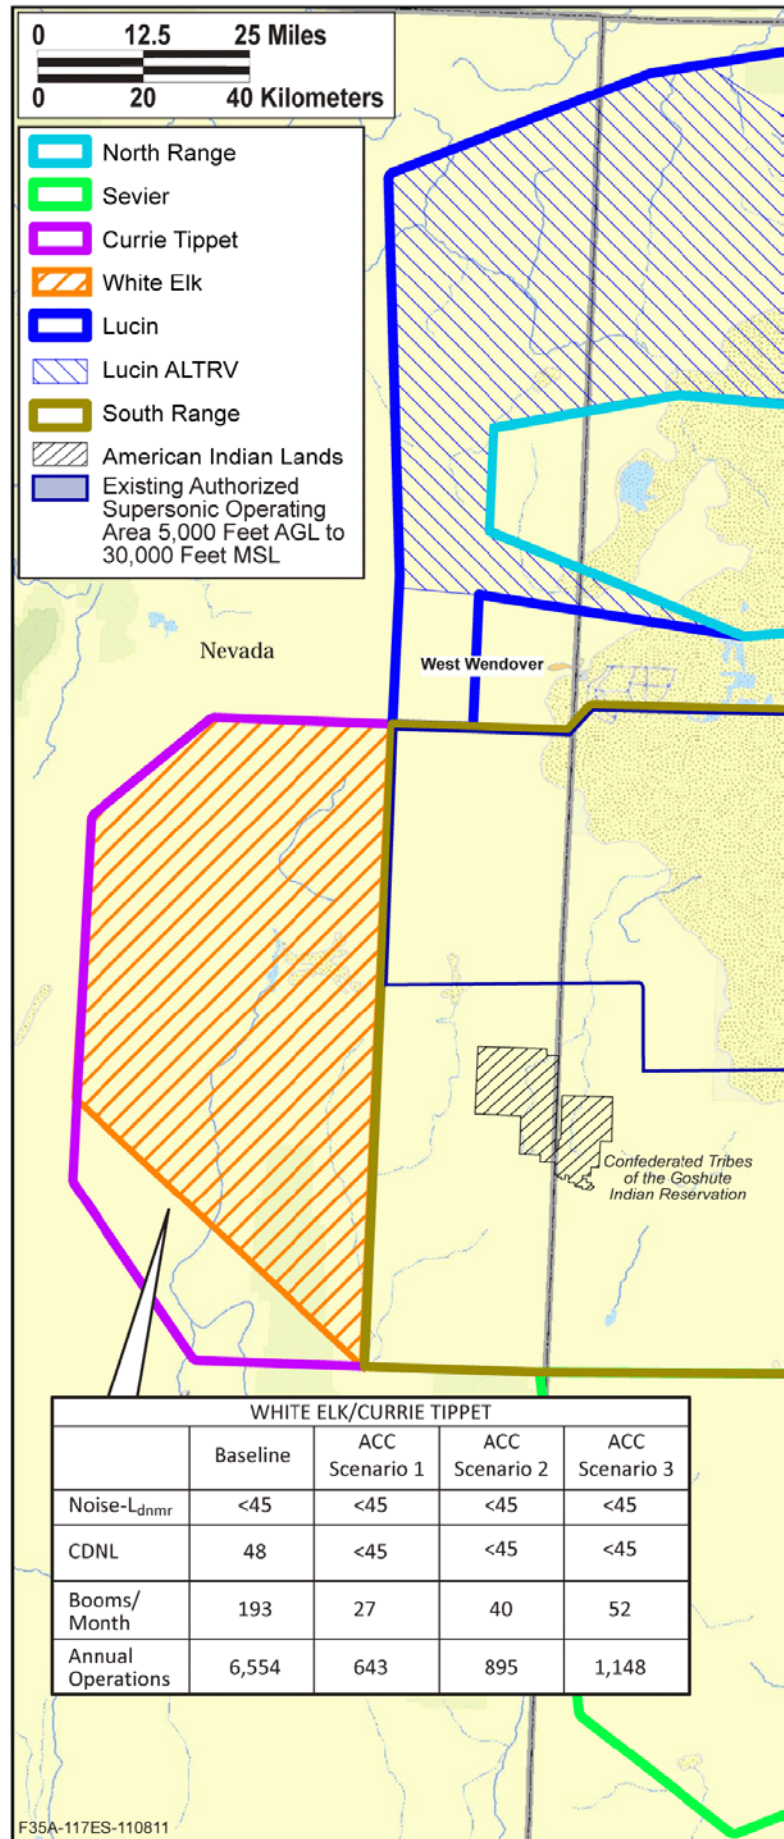 0 12.5 25 Miles
0 20 40 Kilometers
North Range
Sevier
Currie Tippet
White Elk
Lucin
Lucin ALTRV
South Range
American Indian Lands
Existing Authorized
Supersonic Operating
Area 5,000 Feet AGL to
30,000 Feet MSL
Nevada
West Wendover
Confederated Tribes
of the Goshute
Indian Reservation
WHITE ELK/CURRIE TIPPET
Baseline ACC Scenario 1 ACC Scenario 2 ACC Scenario 3
Noise-Ldnmr <45 <45 <45 <45
CDNL 48 <45 <45 <45
Booms/
Month 193 27 40 52
Annual
Operations 6,554 643 895 1,148
F35A-117ES-110811